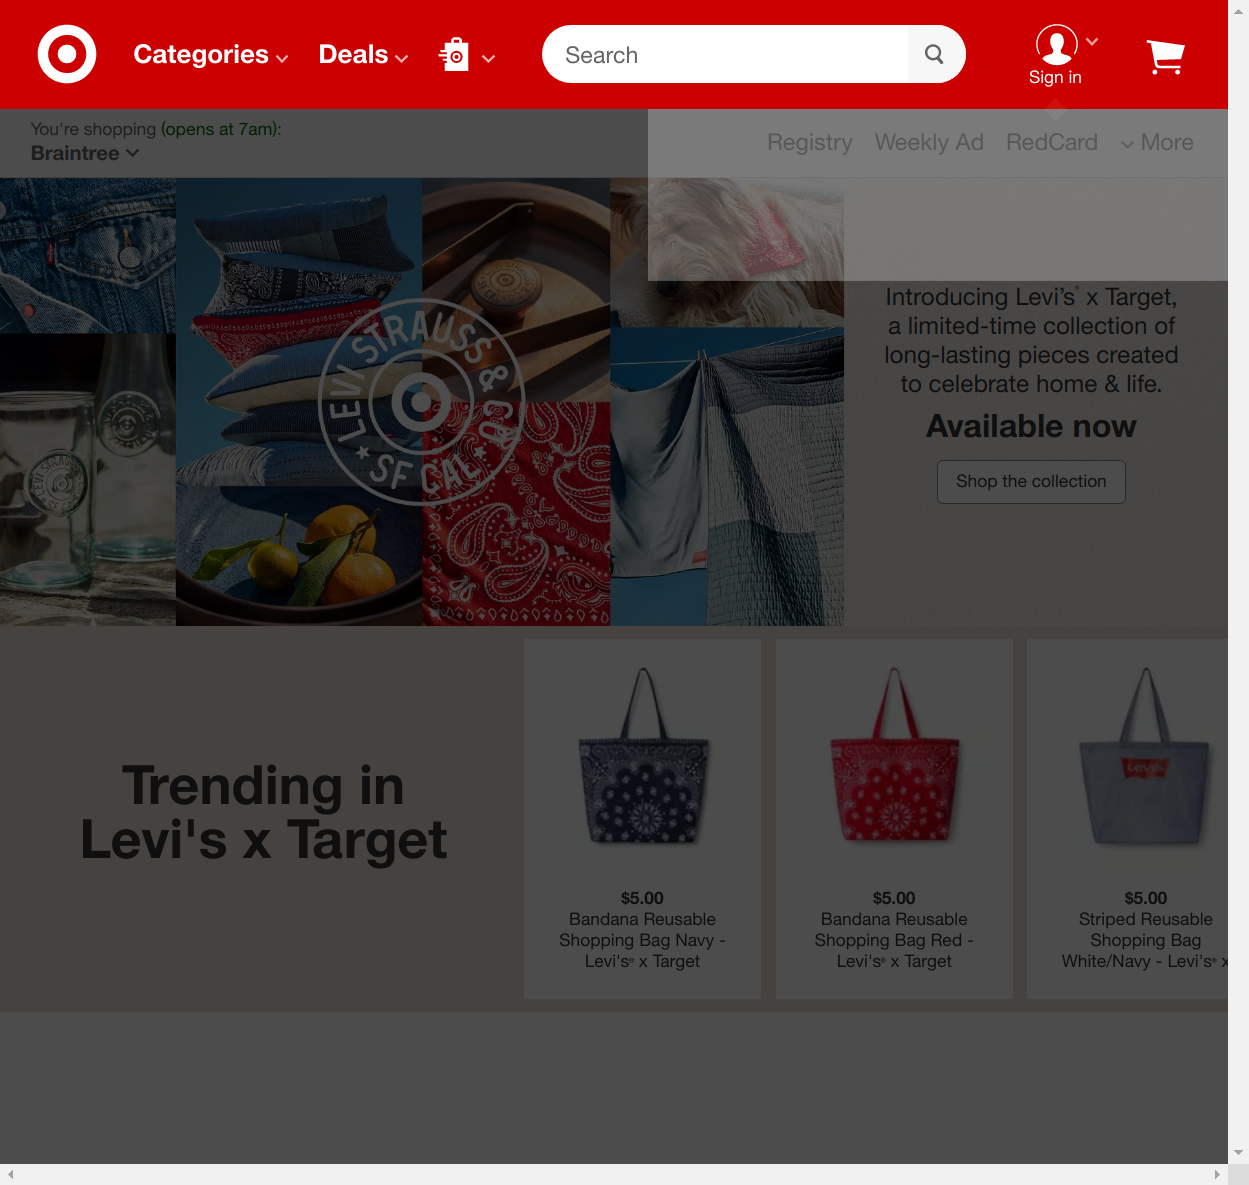 Categories
Deals
Search
Sign in
You're shopping (opens at 7am):
Braintree
Registry
Weekly Ad
RedCard
More
LEVI STRAUSS & CO
SF CAL
Introducing Levi's® x Target,
a limited-time collection of
long-lasting pieces created
to celebrate home & life.
Available now
Shop the collection
Trending in
Levi's x Target
$5.00
Bandana Reusable
Shopping Bag Navy -
Levi's® x Target
$5.00
Bandana Reusable
Shopping Bag Red -
Levi's® x Target
Levi's
$5.00
Striped Reusable
Shopping Bag
White/Navy - Levi's® x